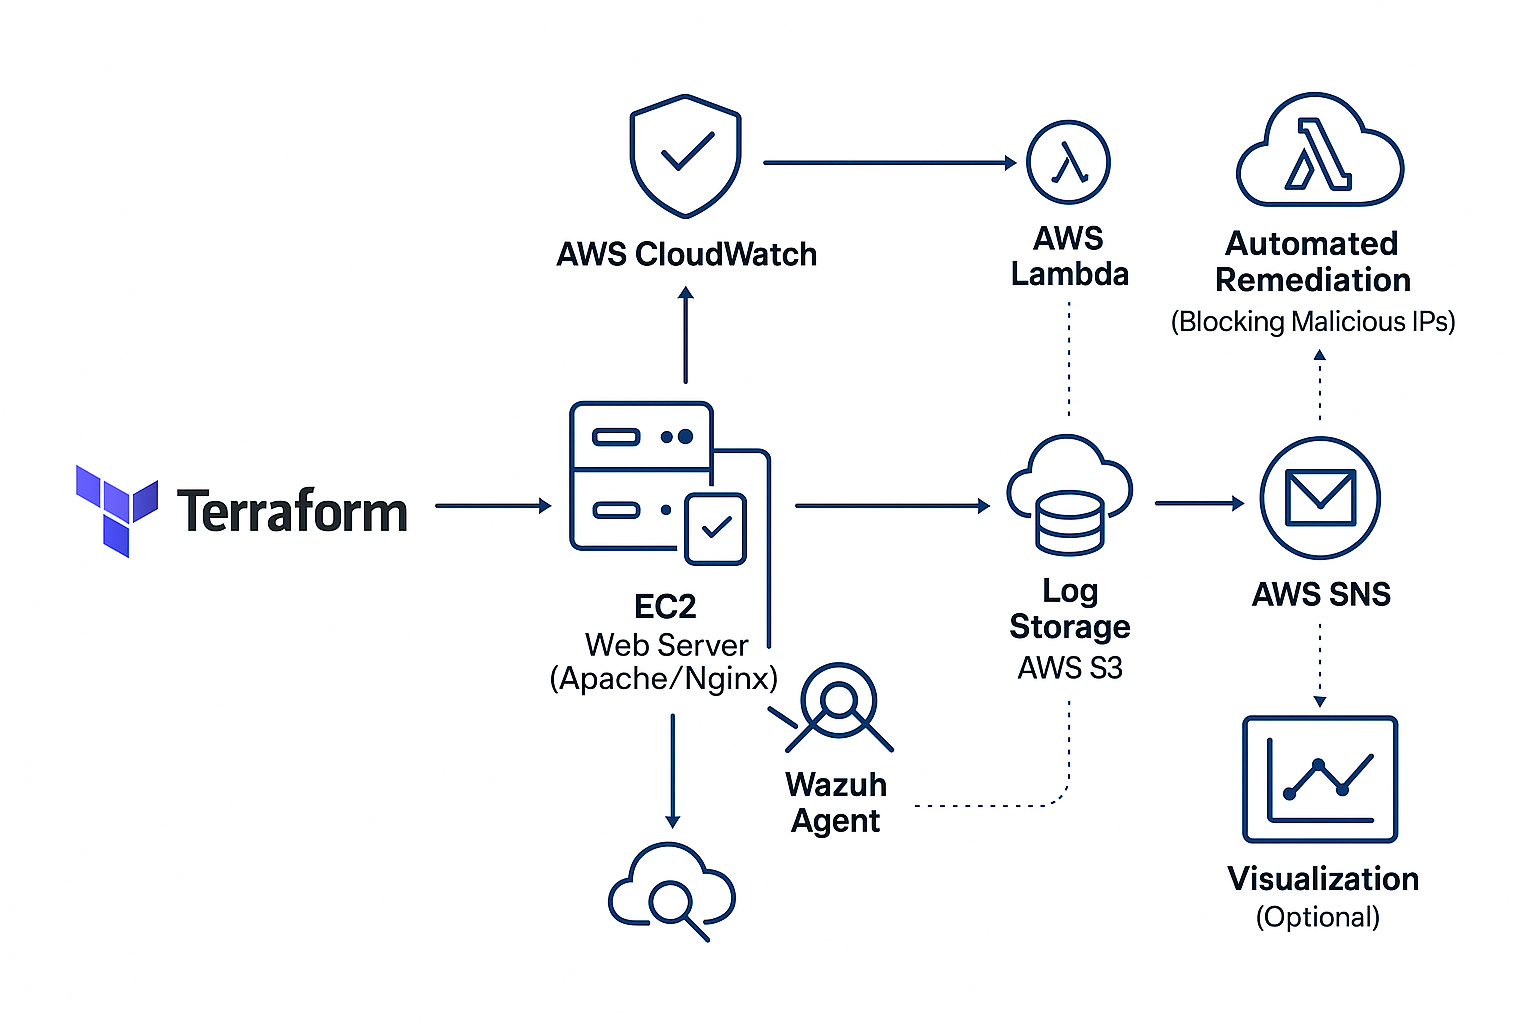 AWS CloudWatch
AWS
Lambda
Automated
Remediation
(Blocking Malicious IPs)
Terraform
EC2
Web Server
(Apache/Nginx)
Log
Storage
AWS S3
AWS SNS
Wazuh
Agent
Visualization
(Optional)